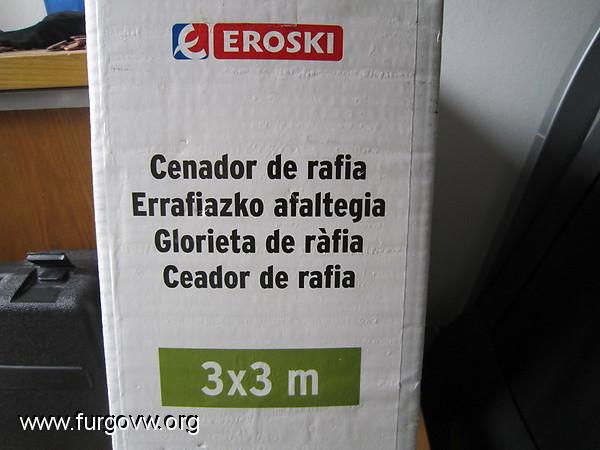 EROSKI
Cenador de rafia
Errafiazko afaltegia
Glorieta de ràfia
Ceador de rafia
3x3 m
www.furgovw.org